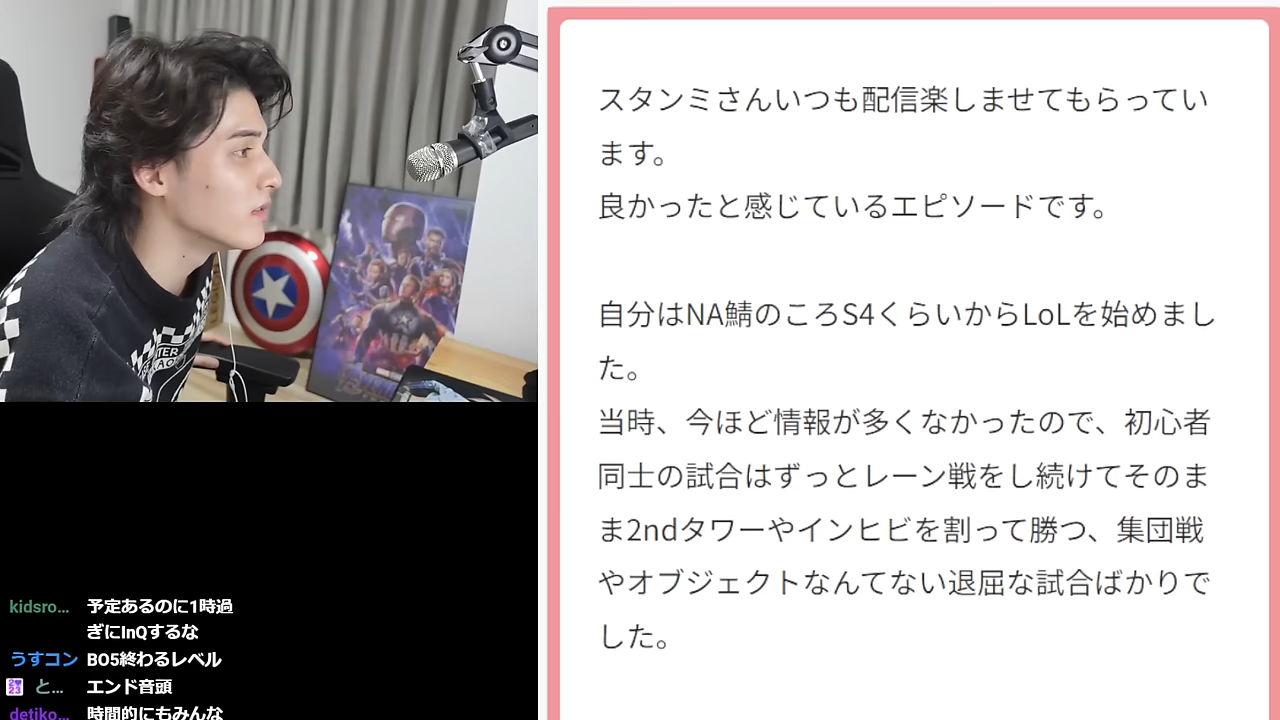 スタンミさんいつも配信楽しませてもらってい
ます。
良かったと感じているエピソードです。
自分はNA鯖のころS4くらいからLoLを始めまし
た。
当時、今ほど情報が多くなかったので、初心者
同士の試合はずっとレーン戦をし続けてそのま
ま2ndタワーやインヒビを割って勝つ、集団戦
やオブジェクトなんてない退屈な試合ばかりで
した。
kidsro… 予定あるのに1時過
ぎにInQするな
うすコン BO5終わるレベル
と… エンド音頭
detiko… 時間的にもみんな